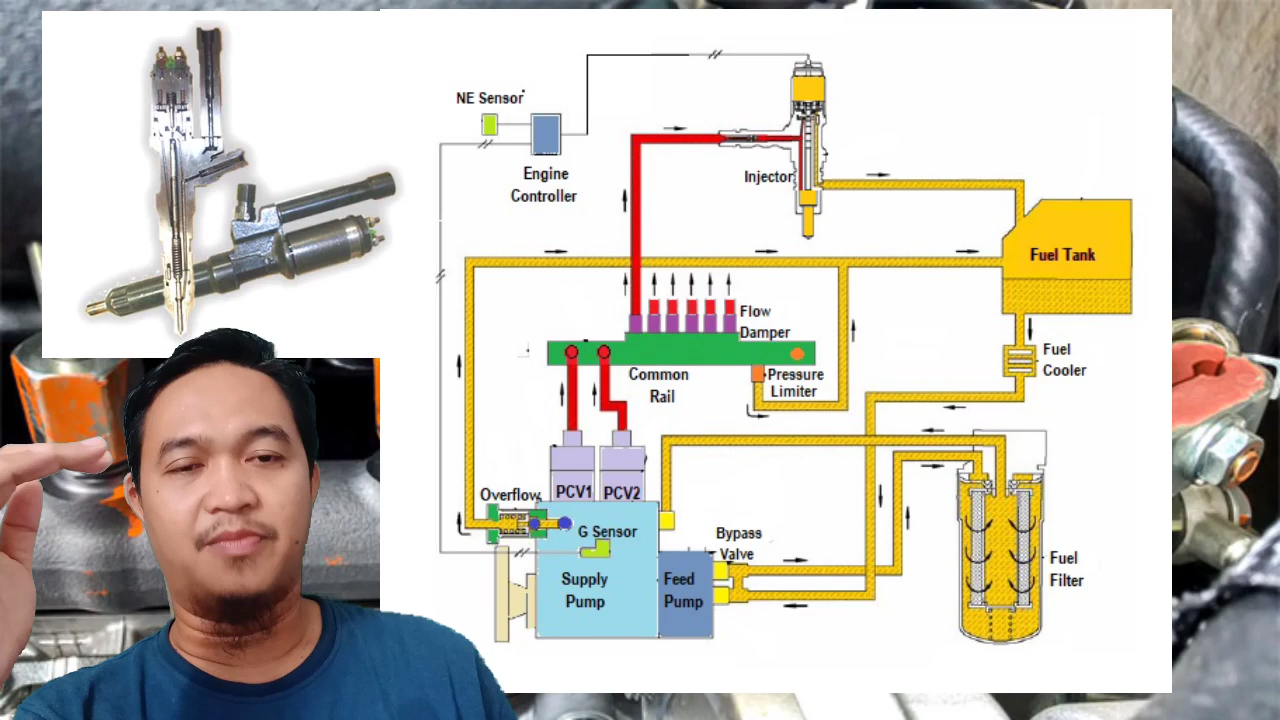 NE Sensor
Engine
Controller
Injector
Fuel Tank
Flow
Damper
Fuel
Cooler
Common
Rail
Pressure
Limiter
PCV1
PCV2
Overflow
G Sensor
Bypass
Valve
Supply
Pump
Feed
Pump
Fuel
Filter